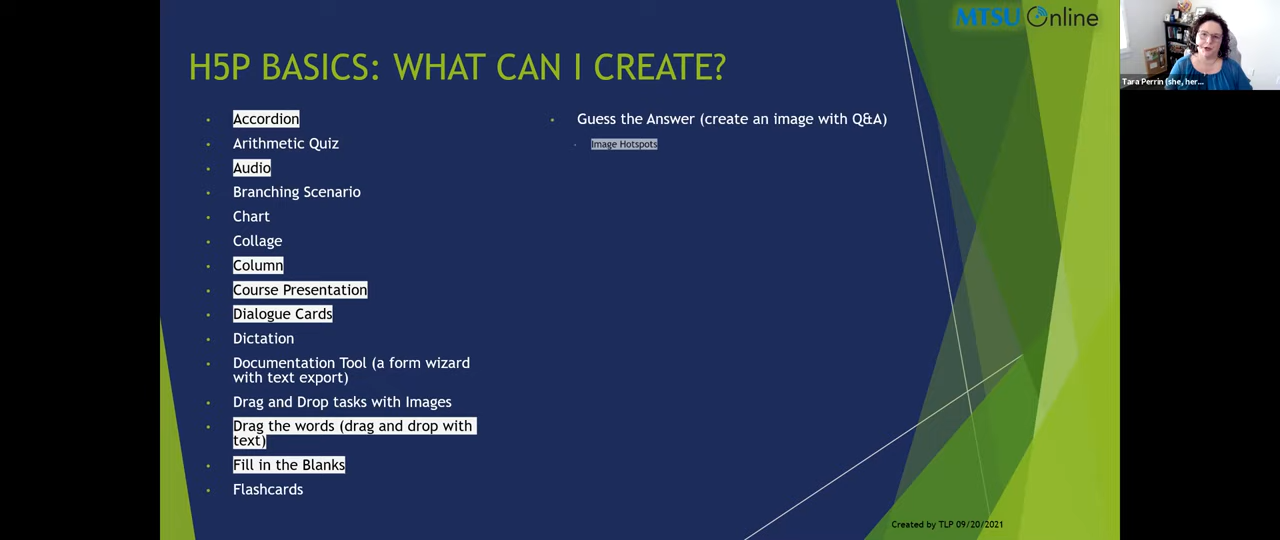 MTSU Online
H5P BASICS: WHAT CAN I CREATE?
Accordion
Arithmetic Quiz
Audio
Branching Scenario
Chart
Collage
Column
Course Presentation
Dialogue Cards
Dictation
Documentation Tool (a form wizard
with text export)
Drag and Drop tasks with Images
Drag the words (drag and drop with
text)
Fill in the Blanks
Flashcards
Guess the Answer (create an image with Q&A)
Image Hotspots
Created by TLP 09/20/2021
Tara Perrin (she, her...